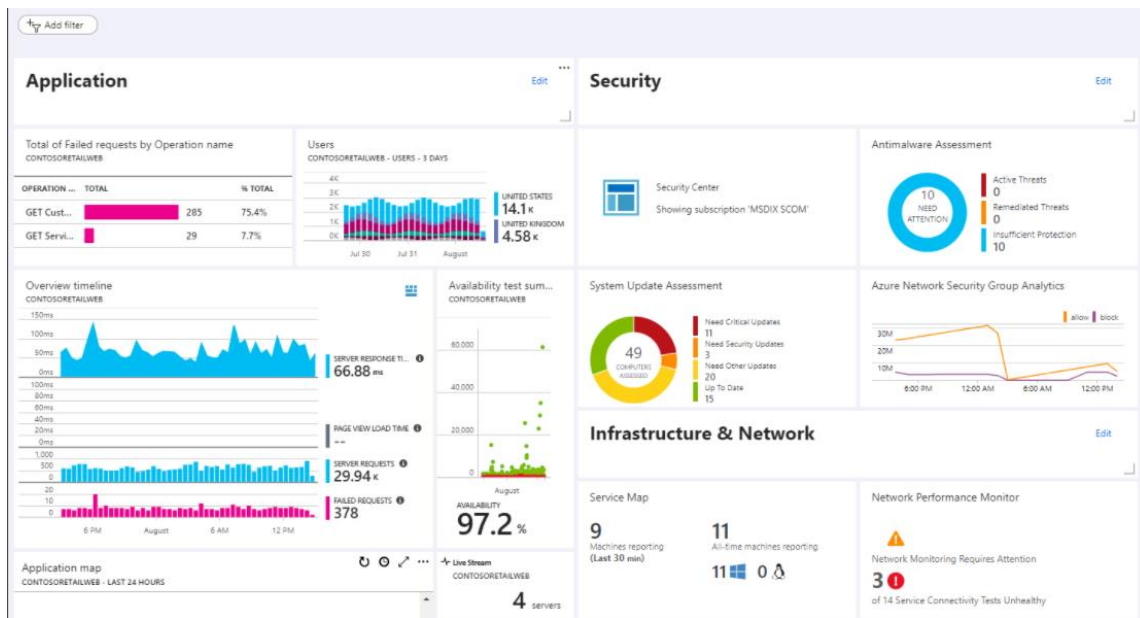 Add filter
Application
Edit
Total of Failed requests by Operation name
CONTOSORETAILWEB
OPERATION ... TOTAL % TOTAL
GET Cust... 285 75.4%
GET Servi... 29 7.7%
Users
CONTOSORETAILWEB - USERS - 3 DAYS
4K
3K
2K
1K
0K
Jul 30 Jul 31 August
UNITED STATES
14.1 K
UNITED KINGDOM
4.58 K
Overview timeline
CONTOSORETAILWEB
150ms
100ms
50ms
0ms
SERVER RESPONSE TI...
66.88 ms
100ms
80ms
60ms
40ms
20ms
0ms
PAGE VIEW LOAD TIME
--
1,000
500
0
SERVER REQUESTS
29.94 K
20
10
0
FAILED REQUESTS
378
6 PM August 6 AM 12 PM
Availability test sum...
CONTOSORETAILWEB
60,000
40,000
20,000
0
August
AVAILABILITY
97.2 %
Application map
CONTOSORETAILWEB - LAST 24 HOURS
Live Stream
CONTOSORETAILWEB
4 servers
Security
Edit
Security Center
Showing subscription 'MSDIX SCOM'
Antimalware Assessment
10
NEED
ATTENTION
Active Threats
0
Remediated Threats
0
Insufficient Protection
10
System Update Assessment
49
COMPUTERS
ASSESSED
Need Critical Updates
11
Need Security Updates
3
Need Other Updates
20
Up To Date
15
Azure Network Security Group Analytics
allow block
30M
20M
10M
6:00 PM 12:00 AM 6:00 AM 12:00 PM
Infrastructure & Network
Edit
Service Map
9
Machines reporting
(Last 30 min)
11
All-time machines reporting
11 0
Network Performance Monitor
Network Monitoring Requires Attention
3
of 14 Service Connectivity Tests Unhealthy